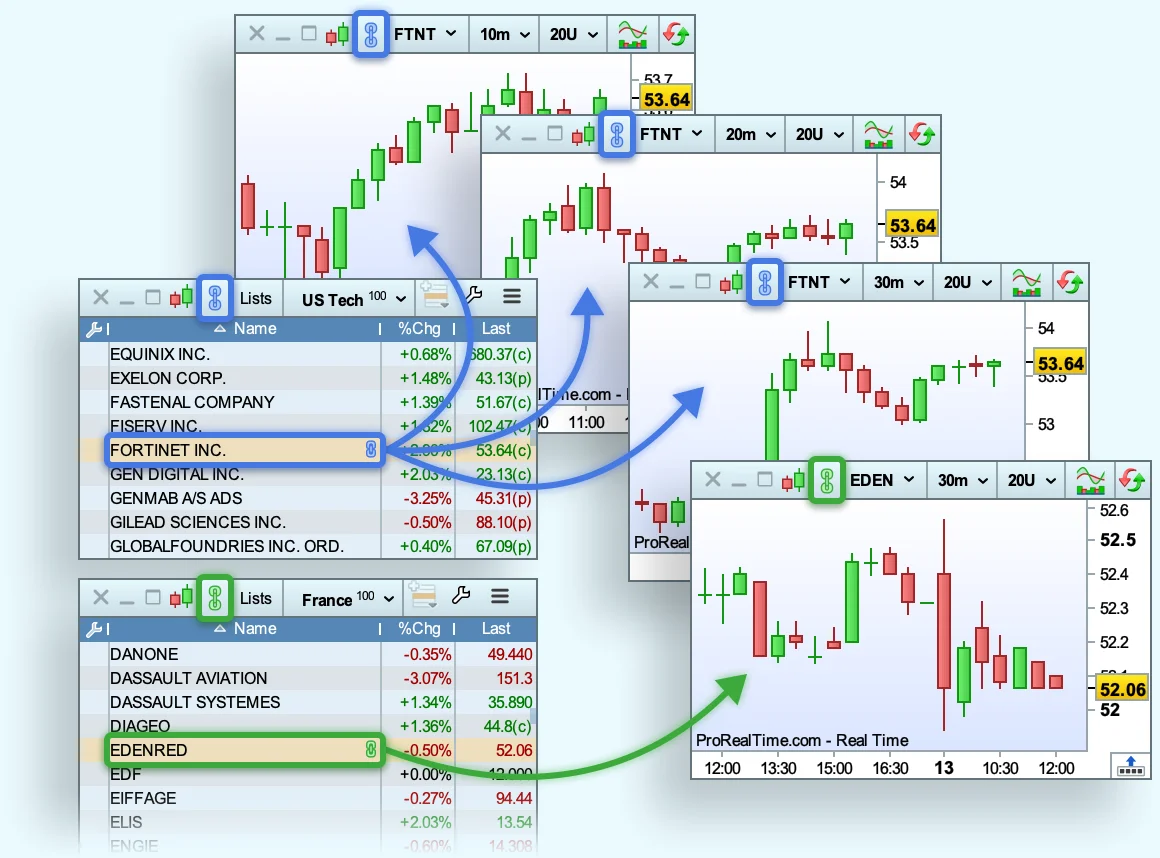 FTNT 10m 20U
53.7
53.64
FTNT 20m 20U
54
53.64
53.5
11:00
FTNT 30m 20U
54
53.64
53.5
53
ProReal
Lists US Tech 100
Name %Chg Last
EQUINIX INC. +0.68% 680.37(c)
EXELON CORP. +1.48% 43.13(p)
FASTENAL COMPANY +1.39% 51.67(c)
FISERV INC. 102.47(c)
FORTINET INC. 53.64(c)
GEN DIGITAL INC. +2.03% 23.13(c)
GENMAB A/S ADS -3.25% 45.31(p)
GILEAD SCIENCES INC. -0.50% 88.10(p)
GLOBALFOUNDRIES INC. ORD. +0.40% 67.09(p)
Lists France 100
Name %Chg Last
DANONE -0.35% 49.440
DASSAULT AVIATION -3.07% 151.3
DASSAULT SYSTEMES +1.34% 35.890
DIAGEO +1.36% 44.8(c)
EDENRED -0.50% 52.06
EDF +0.00% 12.000
EIFFAGE -0.27% 94.44
ELIS +2.03% 13.54
ENGIE -0.60% 14.308
EDEN 30m 20U
52.6
52.5
52.4
52.3
52.2
52.06
52
ProRealTime.com - Real Time
12:00 13:30 15:00 16:30 13 10:30 12:00